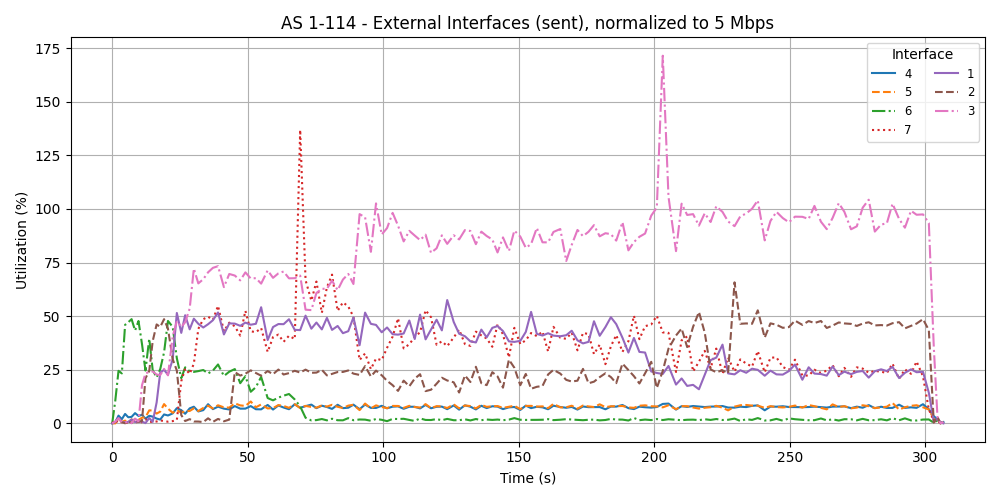 AS 1-114 - External Interfaces (sent), normalized to 5 Mbps
Utilization (%)
175
150
125
100
75
50
25
0
0 50 100 150 200 250 300
Time (s)
Interface
4 1
5 2
6 3
7